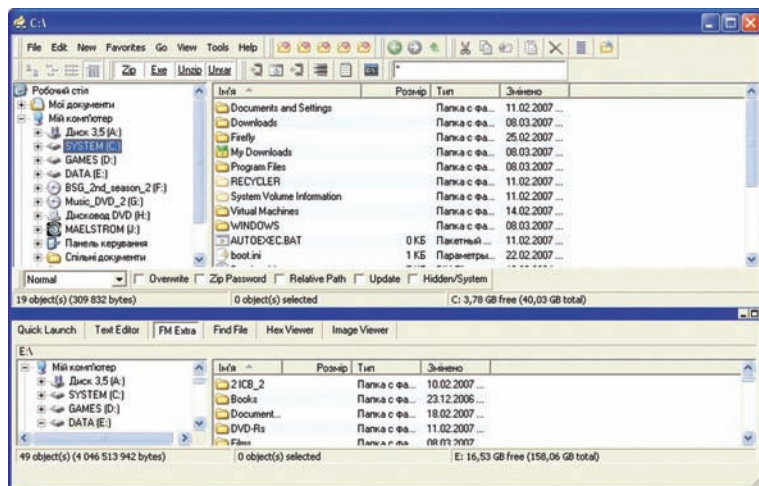 C:\
File Edit New Favorites Go View Tools Help
Zip Exe Unzip Unrar *
Робочий стіл
Мої документи
Мій комп'ютер
Диск 3,5 (A:)
SYSTEM (C:)
GAMES (D:)
DATA (E:)
BSG_2nd_season_2 (F:)
Music_DVD_2 (G:)
Дисковод DVD (H:)
MAELSTROM (J:)
Панель керування
Спільні документи
Ім'я Розмір Тип Змінено
Documents and Settings Папка с фа... 11.02.2007 ...
Downloads Папка с фа... 08.03.2007 ...
Firefly Папка с фа... 25.02.2007 ...
My Downloads Папка с фа... 08.03.2007 ...
Program Files Папка с фа... 08.03.2007 ...
RECYCLER Папка с фа... 11.02.2007 ...
System Volume Information Папка с фа... 11.02.2007 ...
Virtual Machines Папка с фа... 14.02.2007 ...
WINDOWS Папка с фа... 08.03.2007 ...
AUTOEXEC.BAT 0 КБ Пакетный ... 11.02.2007 ...
boot.ini 1 КБ Параметры... 22.02.2007 ...
Normal Overwrite Zip Password Relative Path Update Hidden/System
19 object(s) (309 832 bytes) 0 object(s) selected C: 3,78 GB free (40,03 GB total)
Quick Launch Text Editor FM Extra Find File Hex Viewer Image Viewer
E:\
Мій комп'ютер
Диск 3,5 (A:)
SYSTEM (C:)
GAMES (D:)
DATA (E:)
Ім'я Розмір Тип Змінено
2 ICB_2 Папка с фа... 10.02.2007 ...
Books Папка с фа... 23.12.2006 ...
Document... Папка с фа... 18.02.2007 ...
DVD-Rs Папка с фа... 11.02.2007 ...
Films Папка с фа... 08.03.2007
49 object(s) (4 046 513 942 bytes) 0 object(s) selected E: 16,53 GB free (158,06 GB total)